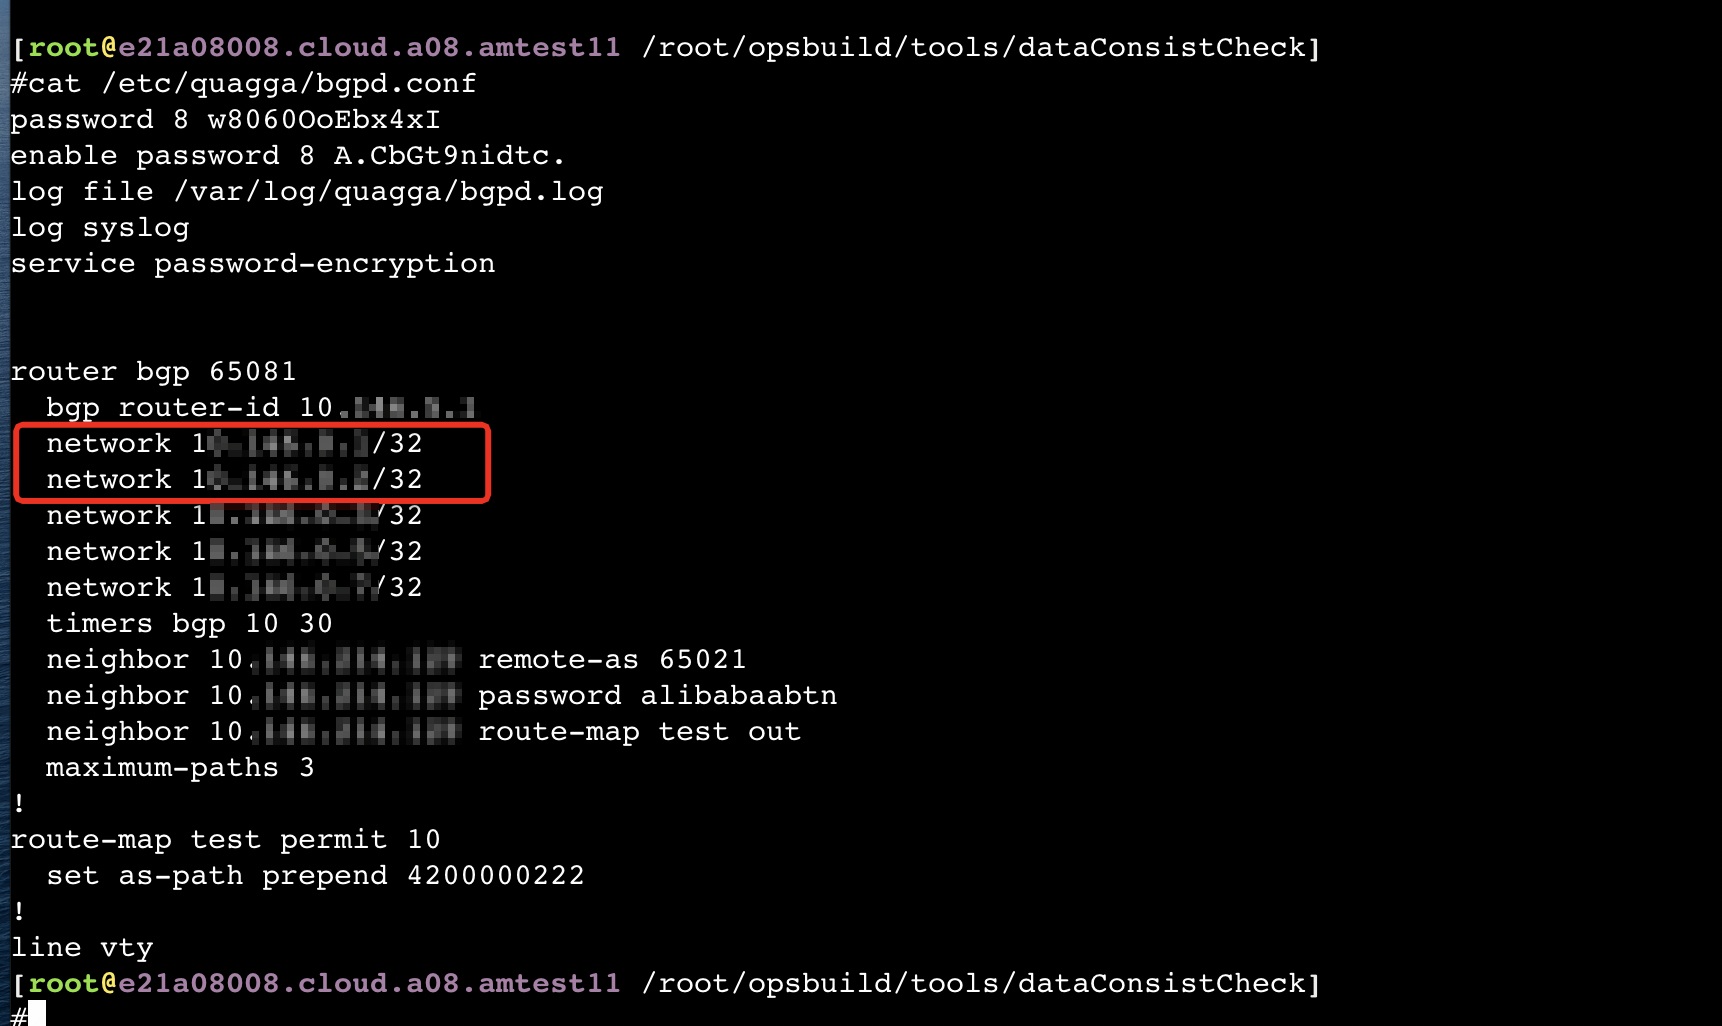 [root@e21a08008.cloud.a08.amtest11 /root/opsbuild/tools/dataConsistCheck]
#cat /etc/quagga/bgpd.conf
password 8 w8060OoEbx4xI
enable password 8 A.CbGt9nidtc.
log file /var/log/quagga/bgpd.log
log syslog
service password-encryption
router bgp 65081
bgp router-id 10.
network 1 /32
network 1 /32
network 1 /32
network 1 /32
network 1 /32
timers bgp 10 30
neighbor 10. remote-as 65021
neighbor 10. password alibabaabtn
neighbor 10. route-map test out
maximum-paths 3
!
route-map test permit 10
set as-path prepend 4200000222
!
line vty
[root@e21a08008.cloud.a08.amtest11 /root/opsbuild/tools/dataConsistCheck]
#